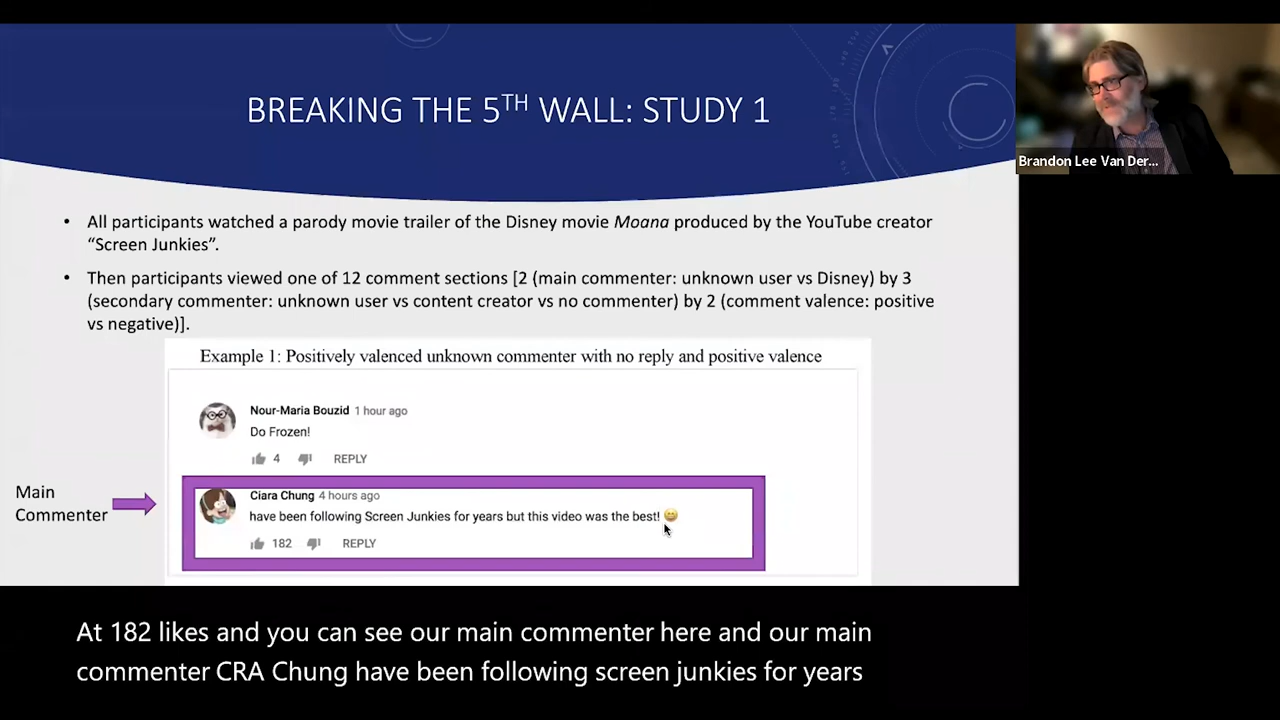 BREAKING THE 5TH WALL: STUDY 1
Brandon Lee Van Der...
• All participants watched a parody movie trailer of the Disney movie Moana produced by the YouTube creator
“Screen Junkies”.
• Then participants viewed one of 12 comment sections [2 (main commenter: unknown user vs Disney) by 3
(secondary commenter: unknown user vs content creator vs no commenter) by 2 (comment valence: positive
vs negative)].
Example 1: Positively valenced unknown commenter with no reply and positive valence
Nour-Maria Bouzid 1 hour ago
Do Frozen!
4 REPLY
Main
Commenter
Ciara Chung 4 hours ago
have been following Screen Junkies for years but this video was the best! 😀
182 REPLY
At 182 likes and you can see our main commenter here and our main
commenter CRA Chung have been following screen junkies for years